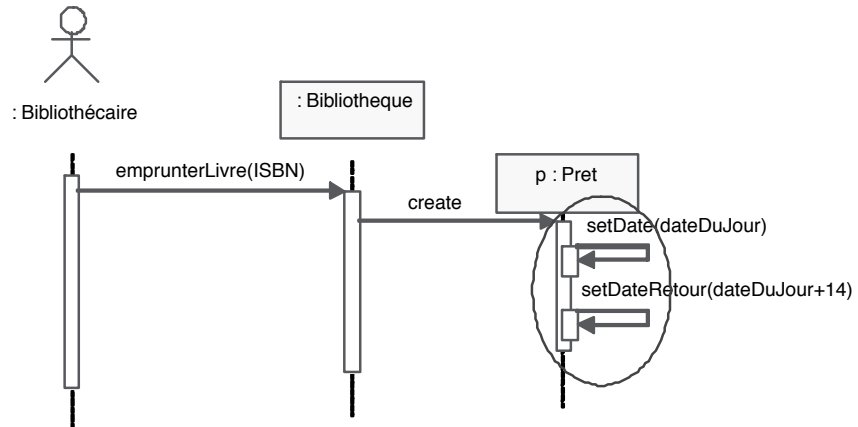 : Bibliothécaire
: Bibliotheque
emprunterLivre(ISBN)
p : Pret
create
setDate(dateDuJour)
setDateRetour(dateDuJour+14)